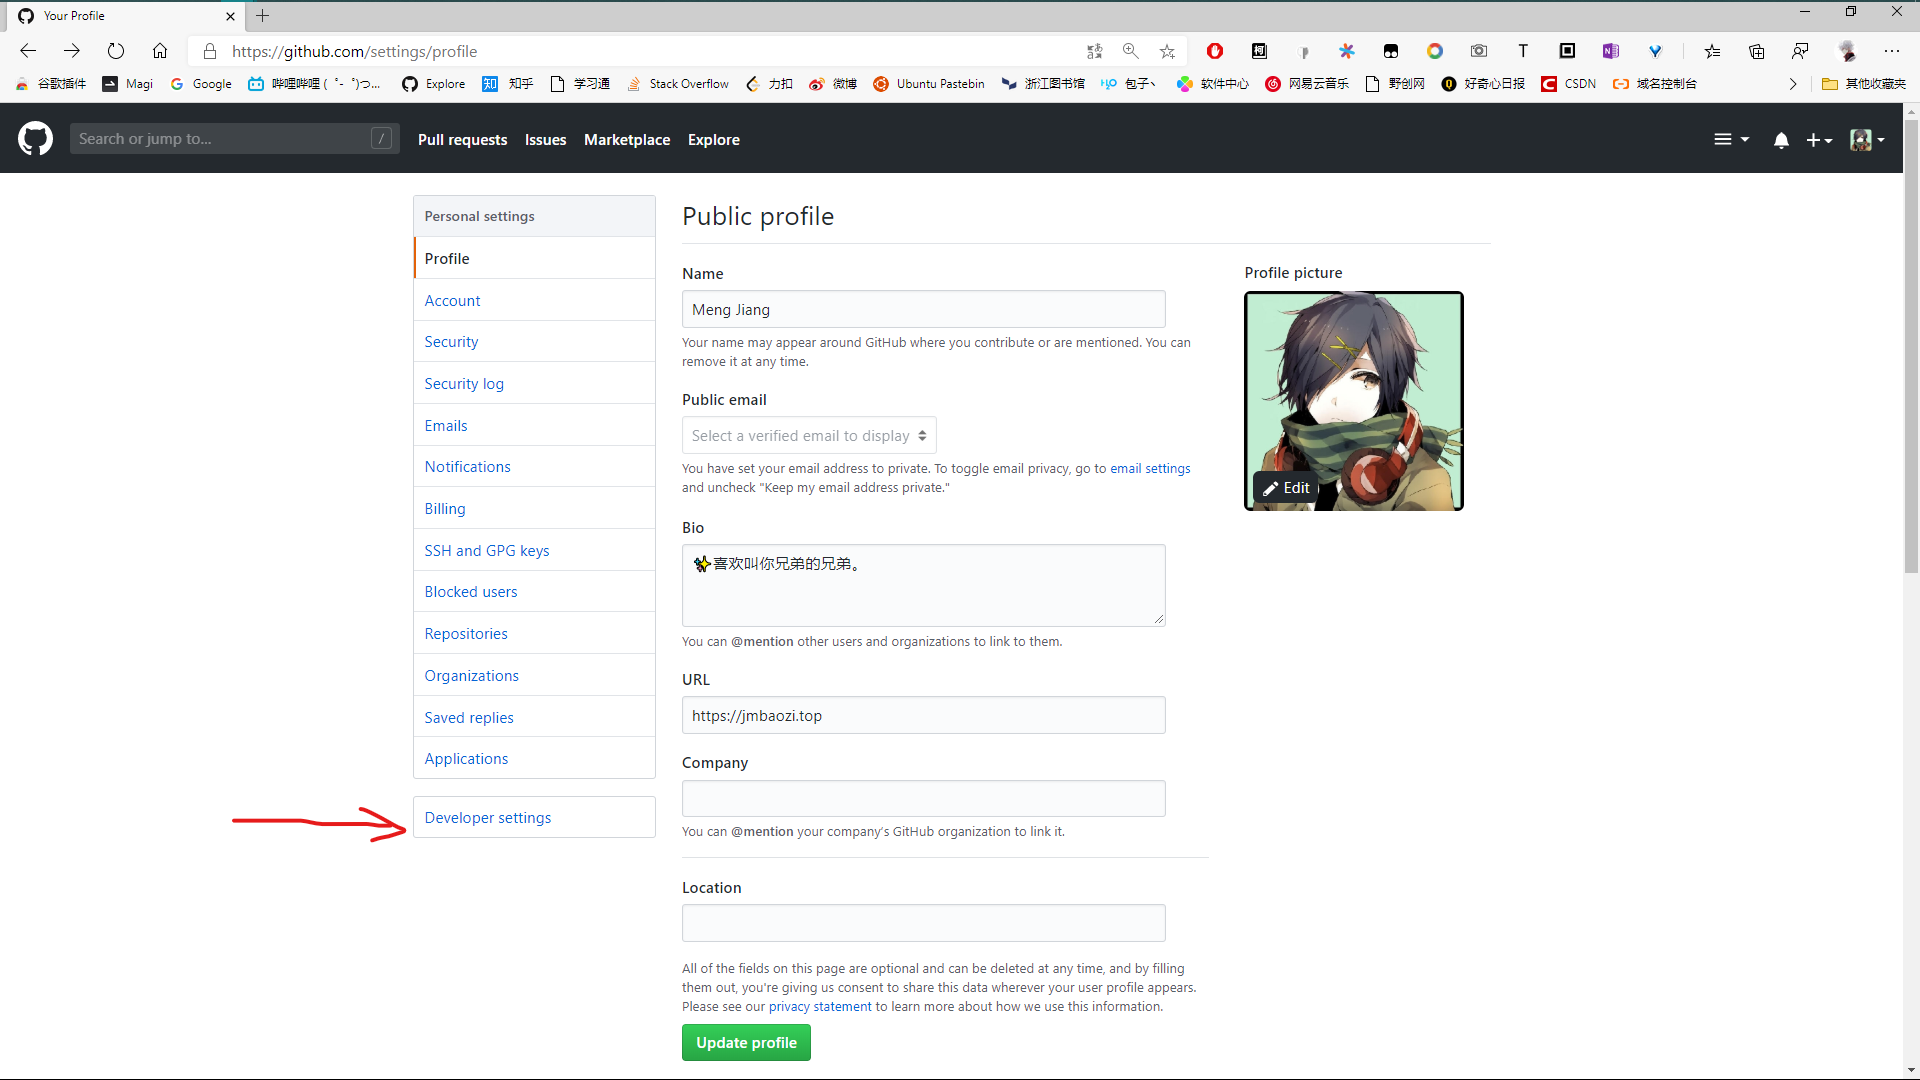 Your Profile
https://github.com/settings/profile
谷歌插件 Magi Google 哔哩哔哩 ( ゜- ゜)つ... Explore 知乎 学习通 Stack Overflow 力扣 微博 Ubuntu Pastebin 浙江图书馆 包子丶 软件中心 网易云音乐 野创网 好奇心日报 CSDN 域名控制台 其他收藏夹
Search or jump to... / Pull requests Issues Marketplace Explore
Personal settings
Profile
Account
Security
Security log
Emails
Notifications
Billing
SSH and GPG keys
Blocked users
Repositories
Organizations
Saved replies
Applications
Developer settings
Public profile
Name
Meng Jiang
Your name may appear around GitHub where you contribute or are mentioned. You can
remove it at any time.
Public email
Select a verified email to display
You have set your email address to private. To toggle email privacy, go to email settings
and uncheck "Keep my email address private."
Bio
✨喜欢叫你兄弟的兄弟。
You can @mention other users and organizations to link to them.
URL
https://jmbaozi.top
Company
You can @mention your company's GitHub organization to link it.
Location
All of the fields on this page are optional and can be deleted at any time, and by filling
them out, you're giving us consent to share this data wherever your user profile appears.
Please see our privacy statement to learn more about how we use this information.
Update profile
Profile picture
Edit